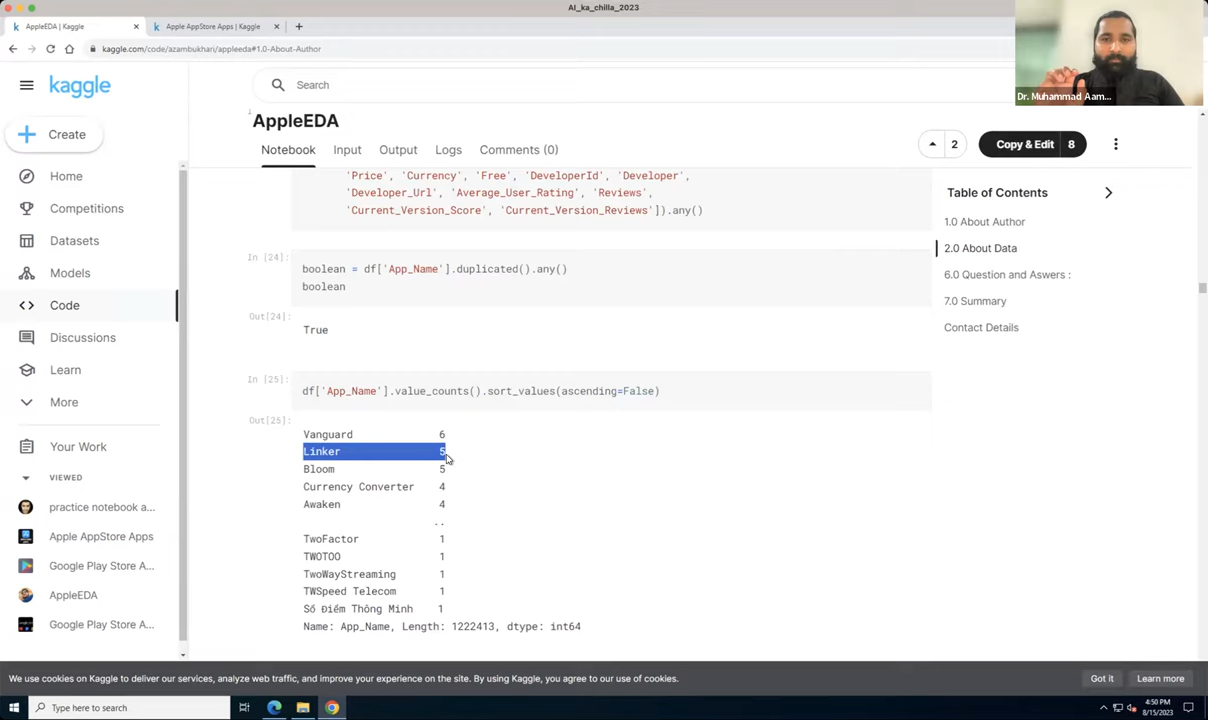 AI_ka_chilla_2023
AppleEDA | Kaggle
Apple AppStore Apps | Kaggle
kaggle.com/code/azambukhari/appleeda#1.0-About-Author
Dr. Muhammad Aam...
kaggle
Search
Create
Home
Competitions
Datasets
Models
Code
Discussions
Learn
More
Your Work
VIEWED
practice notebook a...
Apple AppStore Apps
Google Play Store A...
AppleEDA
Google Play Store A...
AppleEDA
Notebook
Input
Output
Logs
Comments (0)
2
Copy & Edit
8
'Price', 'Currency', 'Free', 'DeveloperId', 'Developer',
'Developer_Url', 'Average_User_Rating', 'Reviews',
'Current_Version_Score', 'Current_Version_Reviews']).any()
In [24]:
boolean = df['App_Name'].duplicated().any()
boolean
Out[24]:
True
In [25]:
df['App_Name'].value_counts().sort_values(ascending=False)
Out[25]:
Vanguard 6
Linker 5
Bloom 5
Currency Converter 4
Awaken 4
..
TwoFactor 1
TWOTOO 1
TwoWayStreaming 1
TWSpeed Telecom 1
Số Điểm Thông Minh 1
Name: App_Name, Length: 1222413, dtype: int64
Table of Contents
1.0 About Author
2.0 About Data
6.0 Question and Aswers :
7.0 Summary
Contact Details
We use cookies on Kaggle to deliver our services, analyze web traffic, and improve your experience on the site. By using Kaggle, you agree to our use of cookies.
Got it
Learn more
Type here to search
4:50 PM
8/15/2023